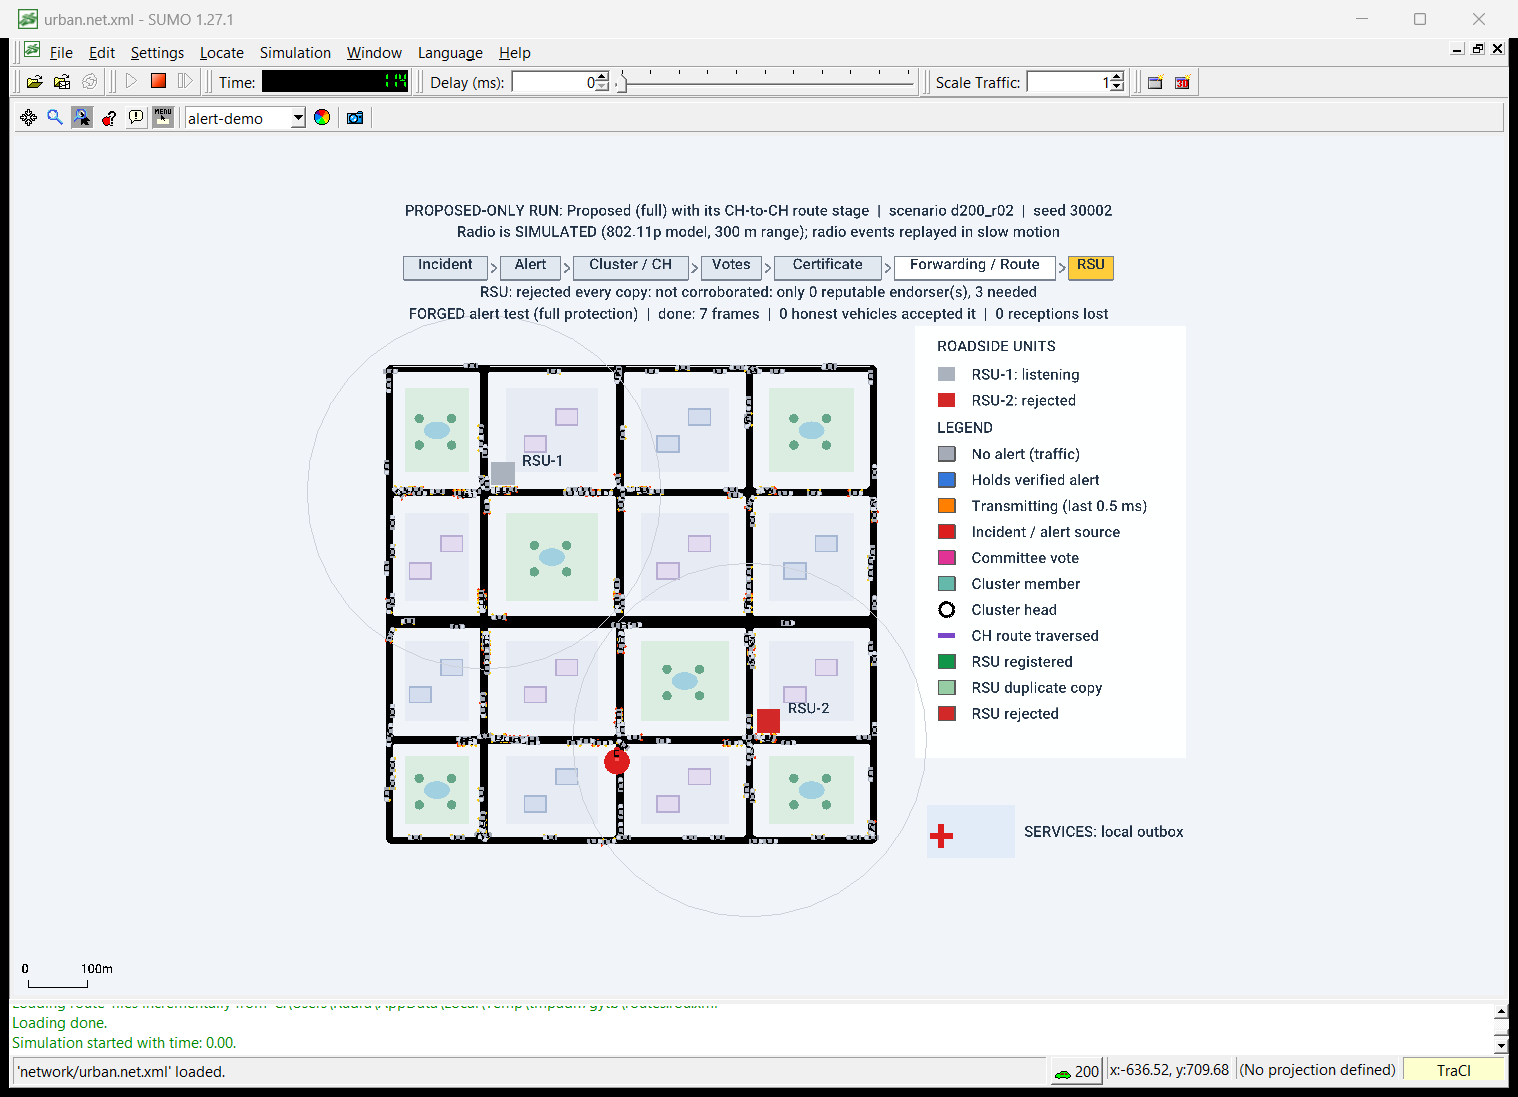 urban.net.xml - SUMO 1.27.1
File Edit Settings Locate Simulation Window Language Help
Time: 114 Delay (ms): 0 Scale Traffic: 1
MENU alert-demo
PROPOSED-ONLY RUN: Proposed (full) with its CH-to-CH route stage | scenario d200_r02 | seed 30002
Radio is SIMULATED (802.11p model, 300 m range); radio events replayed in slow motion
Incident > Alert > Cluster / CH > Votes > Certificate > Forwarding / Route > RSU
RSU: rejected every copy: not corroborated: only 0 reputable endorser(s), 3 needed
FORGED alert test (full protection) | done: 7 frames | 0 honest vehicles accepted it | 0 receptions lost
ROADSIDE UNITS
RSU-1: listening
RSU-2: rejected
LEGEND
No alert (traffic)
Holds verified alert
Transmitting (last 0.5 ms)
Incident / alert source
Committee vote
Cluster member
Cluster head
CH route traversed
RSU registered
RSU duplicate copy
RSU rejected
RSU-1
RSU-2
SERVICES: local outbox
0 100m
Loading done.
Simulation started with time: 0.00.
'network/urban.net.xml' loaded.
200 x:-636.52, y:709.68 (No projection defined) TraCI